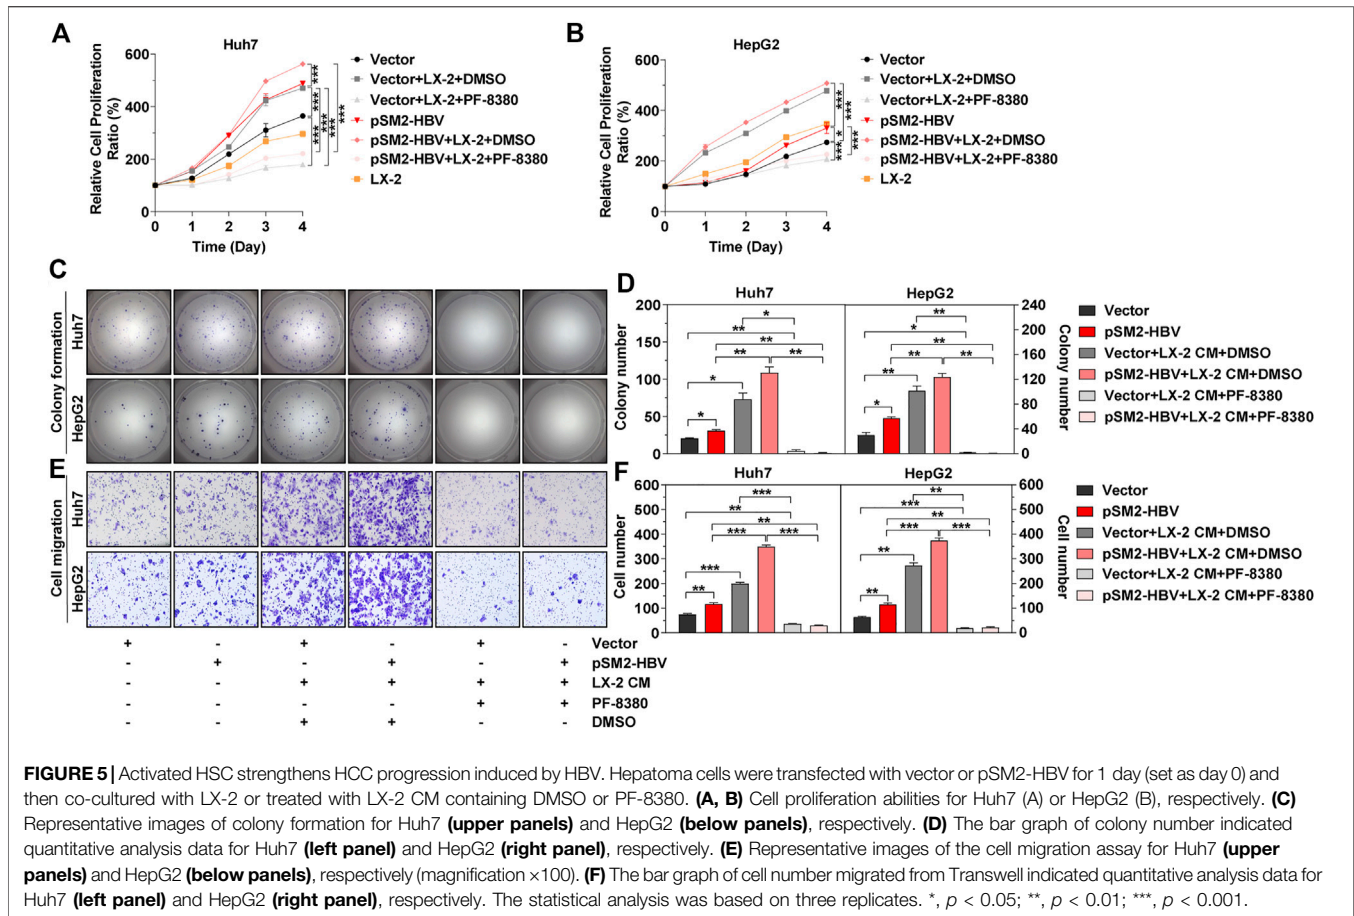 A
Huh7
Relative Cell Proliferation
Ratio (%)
600
400
200
0
0 1 2 3 4
Time (Day)
***
***
***
***
***
***
Vector
Vector+LX-2+DMSO
Vector+LX-2+PF-8380
pSM2-HBV
pSM2-HBV+LX-2+DMSO
pSM2-HBV+LX-2+PF-8380
LX-2
B
HepG2
Relative Cell Proliferation
Ratio (%)
600
400
200
0
0 1 2 3 4
Time (Day)
***
***
*
***
***
Vector
Vector+LX-2+DMSO
Vector+LX-2+PF-8380
pSM2-HBV
pSM2-HBV+LX-2+DMSO
pSM2-HBV+LX-2+PF-8380
LX-2
C
Colony formation
Huh7
HepG2
D
Huh7 HepG2
Colony number
200
150
100
50
0
* ** ** ** **
* *
** * ** ** **
** *
240
200
160
120
80
40
0
Colony number
Vector
pSM2-HBV
Vector+LX-2 CM+DMSO
pSM2-HBV+LX-2 CM+DMSO
Vector+LX-2 CM+PF-8380
pSM2-HBV+LX-2 CM+PF-8380
E
Cell migration
Huh7
HepG2
F
Huh7 HepG2
Cell number
600
500
400
300
200
100
0
*** ** ** *** ***
*** **
** *** ** *** ***
** **
600
500
400
300
200
100
0
Cell number
Vector
pSM2-HBV
Vector+LX-2 CM+DMSO
pSM2-HBV+LX-2 CM+DMSO
Vector+LX-2 CM+PF-8380
pSM2-HBV+LX-2 CM+PF-8380
+ - + - + - Vector
- + - + - + pSM2-HBV
- - + + + + LX-2 CM
- - - - + + PF-8380
- - + + - - DMSO
FIGURE 5 | Activated HSC strengthens HCC progression induced by HBV. Hepatoma cells were transfected with vector or pSM2-HBV for 1 day (set as day 0) and
then co-cultured with LX-2 or treated with LX-2 CM containing DMSO or PF-8380. (A, B) Cell proliferation abilities for Huh7 (A) or HepG2 (B), respectively. (C)
Representative images of colony formation for Huh7 (upper panels) and HepG2 (below panels), respectively. (D) The bar graph of colony number indicated
quantitative analysis data for Huh7 (left panel) and HepG2 (right panel), respectively. (E) Representative images of the cell migration assay for Huh7 (upper
panels) and HepG2 (below panels), respectively (magnification ×100). (F) The bar graph of cell number migrated from Transwell indicated quantitative analysis data for
Huh7 (left panel) and HepG2 (right panel), respectively. The statistical analysis was based on three replicates. *, p < 0.05; **, p < 0.01; ***, p < 0.001.